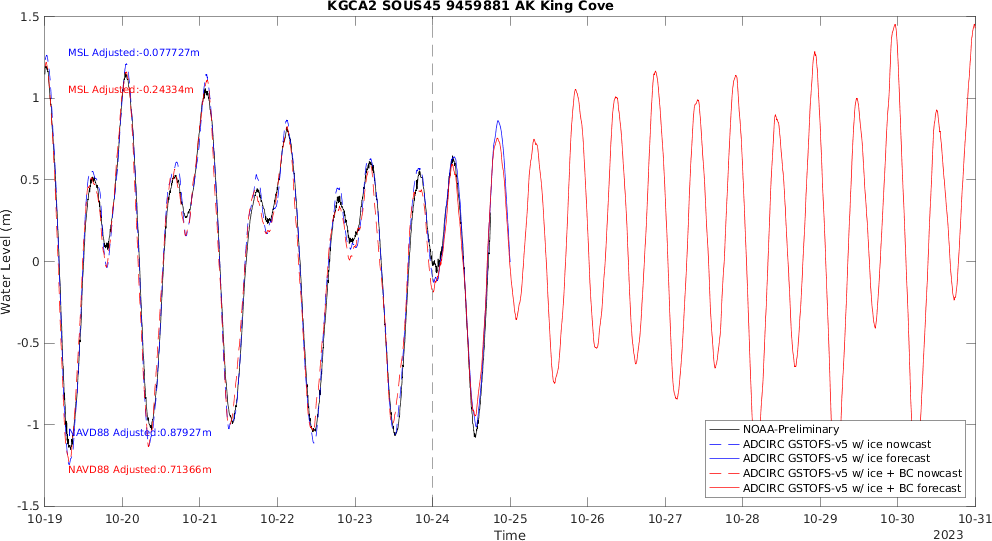 KGCA2 SOUS45 9459881 AK King Cove
1.5
1
0.5
0
-0.5
-1
-1.5
Water Level (m)
MSL Adjusted:-0.077727m
MSL Adjusted:-0.24334m
NAVD88 Adjusted:0.87927m
NAVD88 Adjusted:0.71366m
NOAA-Preliminary
ADCIRC GSTOFS-v5 w/ ice nowcast
ADCIRC GSTOFS-v5 w/ ice forecast
ADCIRC GSTOFS-v5 w/ ice + BC nowcast
ADCIRC GSTOFS-v5 w/ ice + BC forecast
10-19 10-20 10-21 10-22 10-23 10-24 10-25 10-26 10-27 10-28 10-29 10-30 10-31
Time
2023